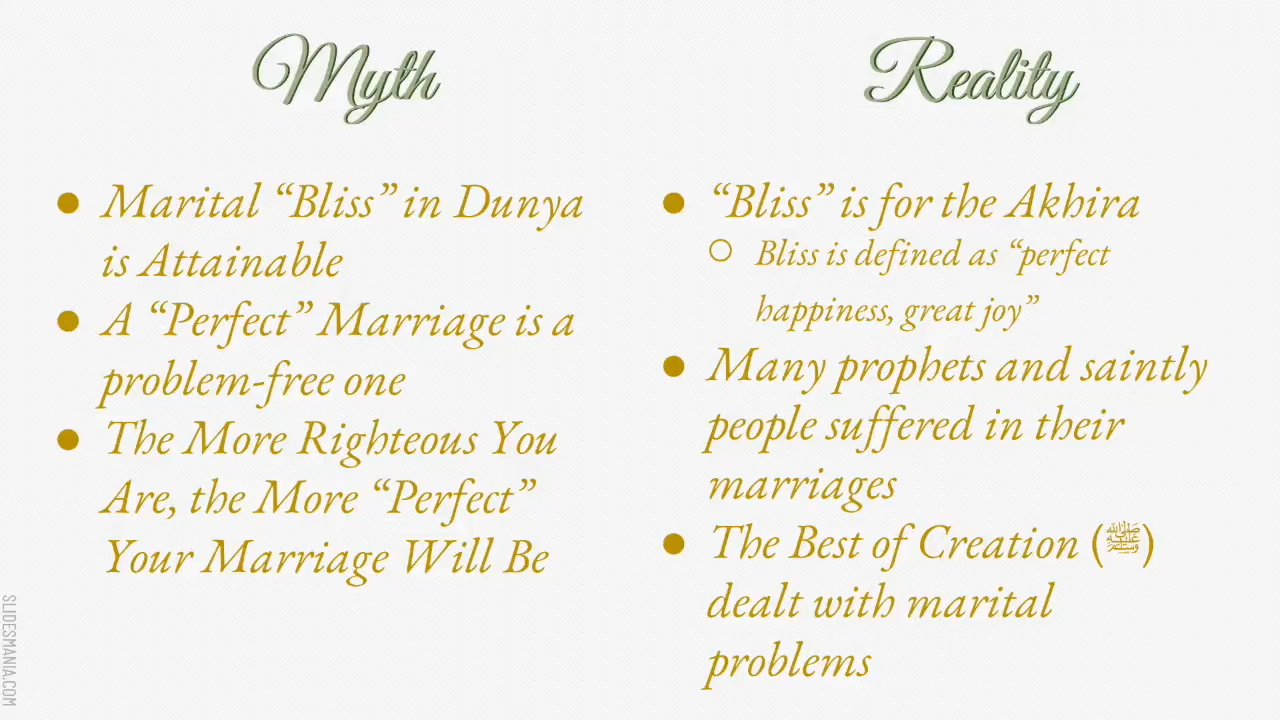 Myth
● Marital “Bliss” in Dunya
is Attainable
● A “Perfect” Marriage is a
problem-free one
● The More Righteous You
Are, the More “Perfect”
Your Marriage Will Be
Reality
● “Bliss” is for the Akhira
○ Bliss is defined as “perfect
happiness, great joy”
● Many prophets and saintly
people suffered in their
marriages
● The Best of Creation (ﷺ)
dealt with marital
problems
SLIDESMANIA.COM